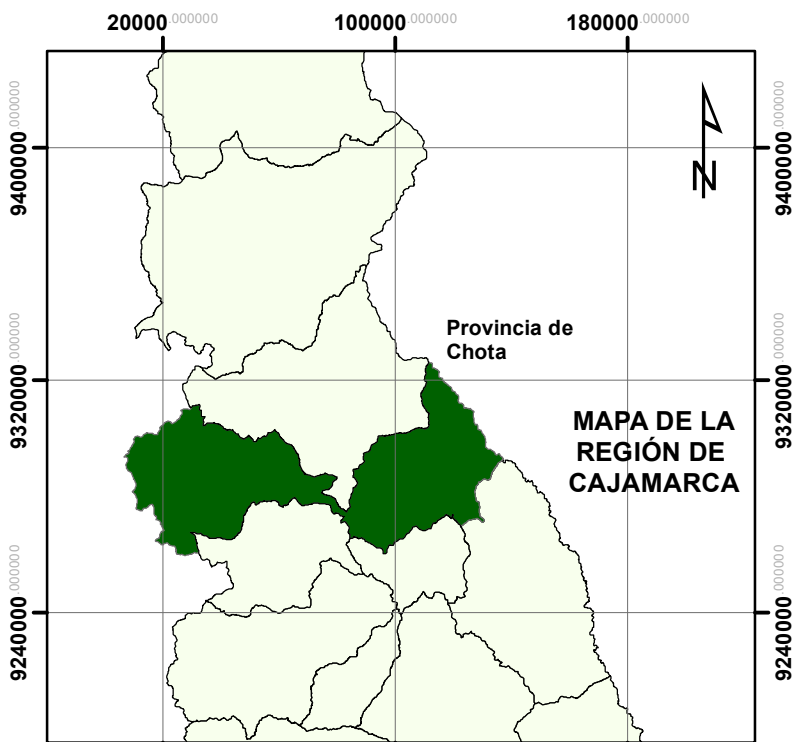 20000.000000 100000.000000 180000.000000
9400000.000000 9400000.000000
N
Provincia de
Chota
9320000.000000 9320000.000000
MAPA DE LA
REGIÓN DE
CAJAMARCA
9240000.000000 9240000.000000